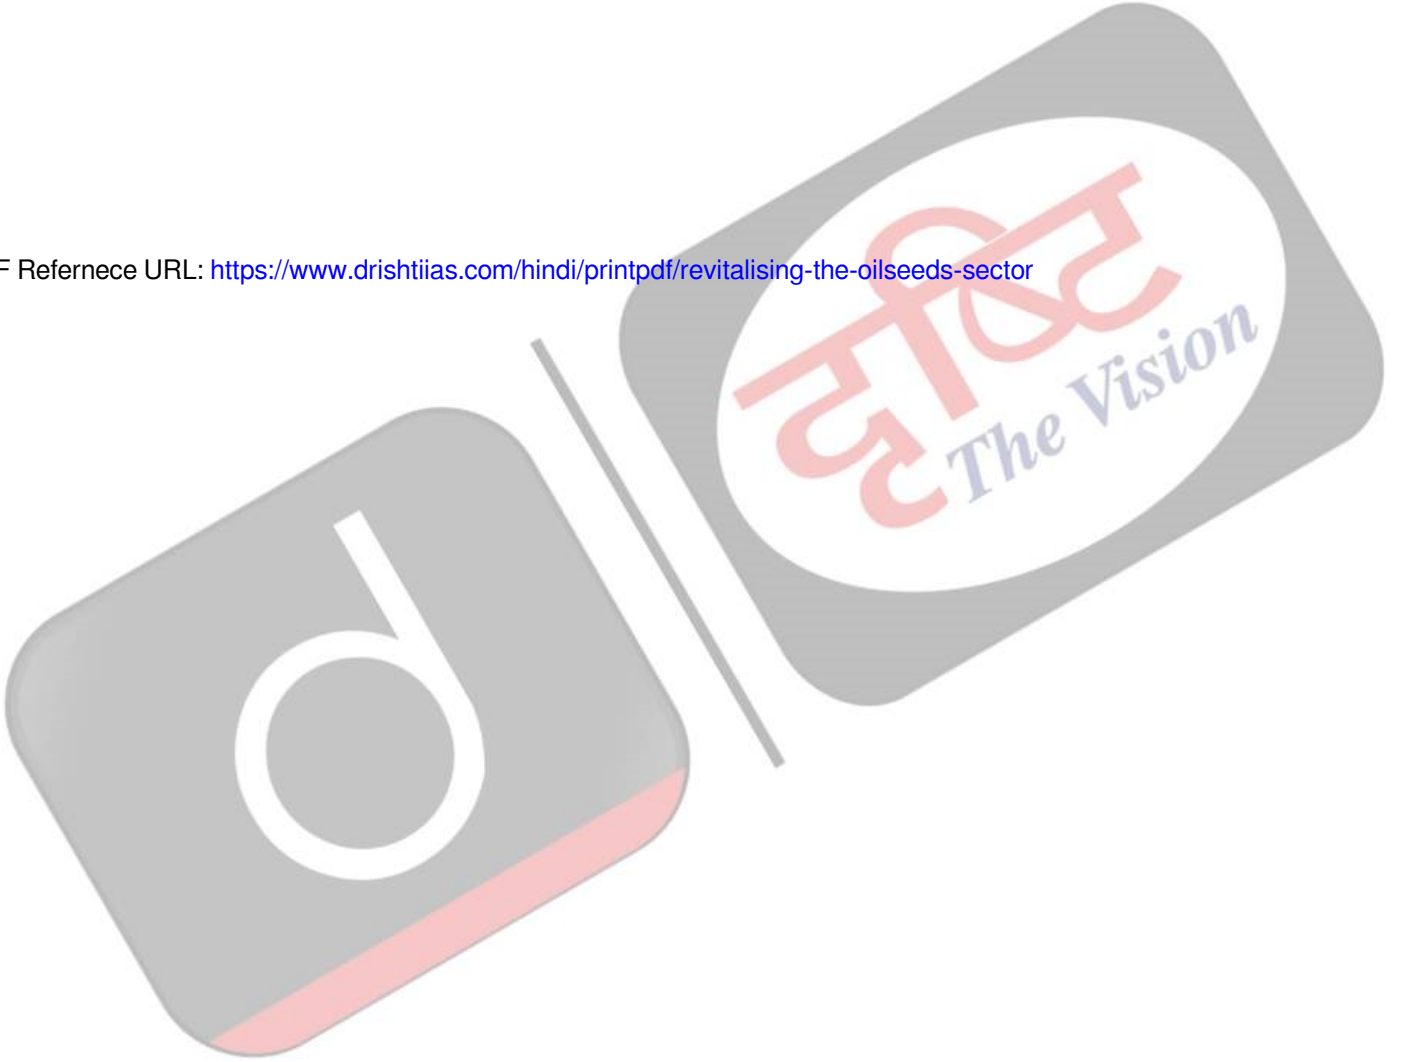 F Refernece URL: https://www.drishtiias.com/hindi/printpdf/revitalising-the-oilseeds-sector
दृष्टि
The Vision
d